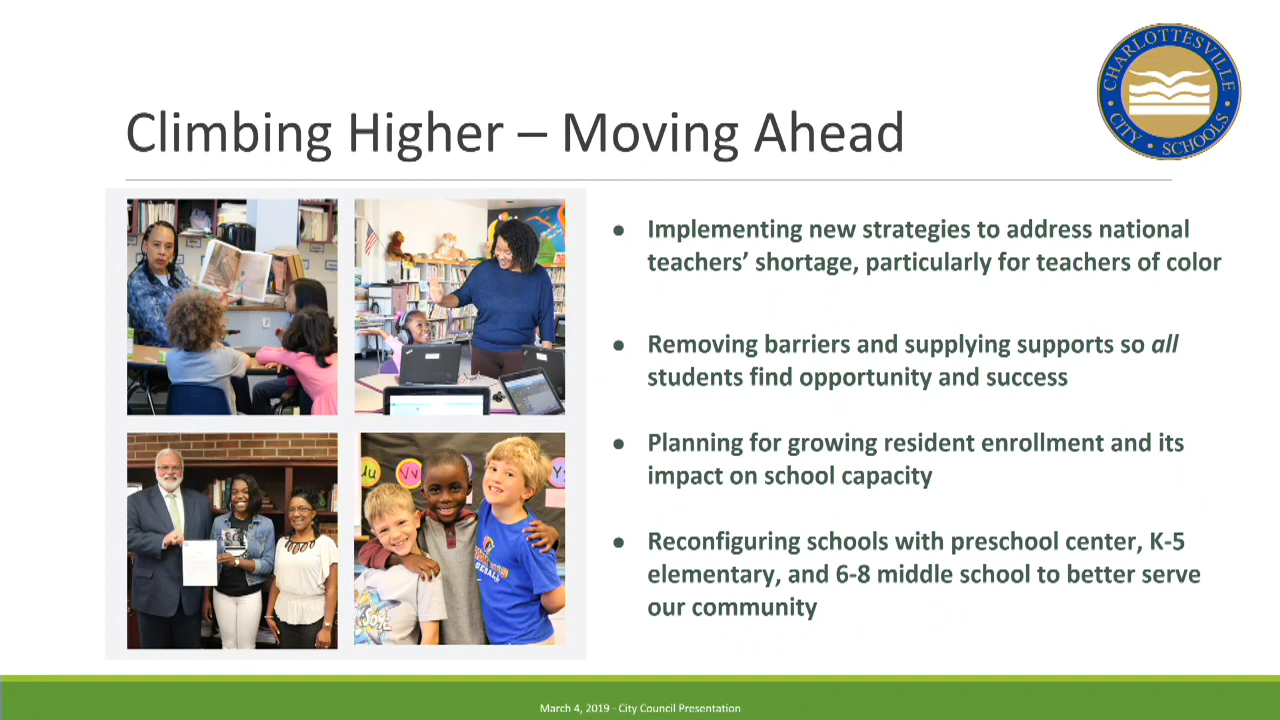 CHARLOTTESVILLE
CITY • SCHOOLS
Climbing Higher – Moving Ahead
● Implementing new strategies to address national
teachers’ shortage, particularly for teachers of color
● Removing barriers and supplying supports so all
students find opportunity and success
● Planning for growing resident enrollment and its
impact on school capacity
● Reconfiguring schools with preschool center, K-5
elementary, and 6-8 middle school to better serve
our community
Uu
Vv
March 4, 2019 - City Council Presentation